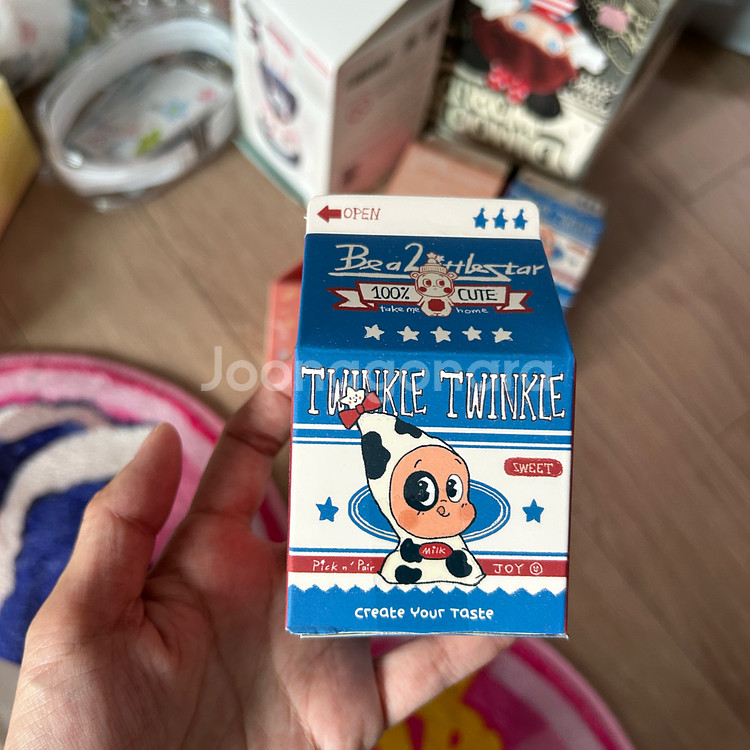 OPEN
Be a Little Star
100% CUTE
take me home
Joonggonara
TWINKLE TWINKLE
SWEET
Milk
Pick n' Pair
JOY
Create Your Taste